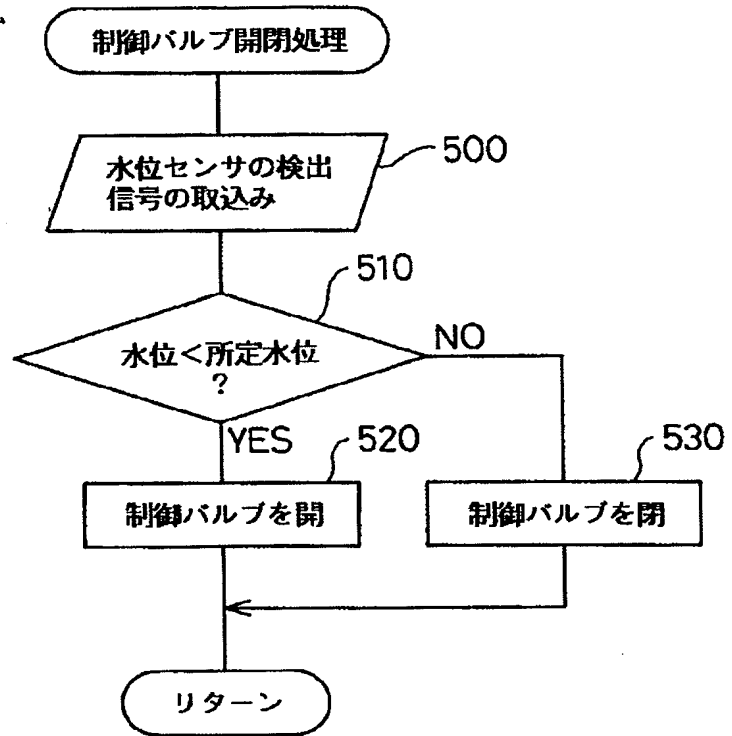 制御バルブ開閉処理
水位センサの検出
信号の取込み
500
510
水位<所定水位
?
NO
YES
520
530
制御バルブを開
制御バルブを閉
リターン